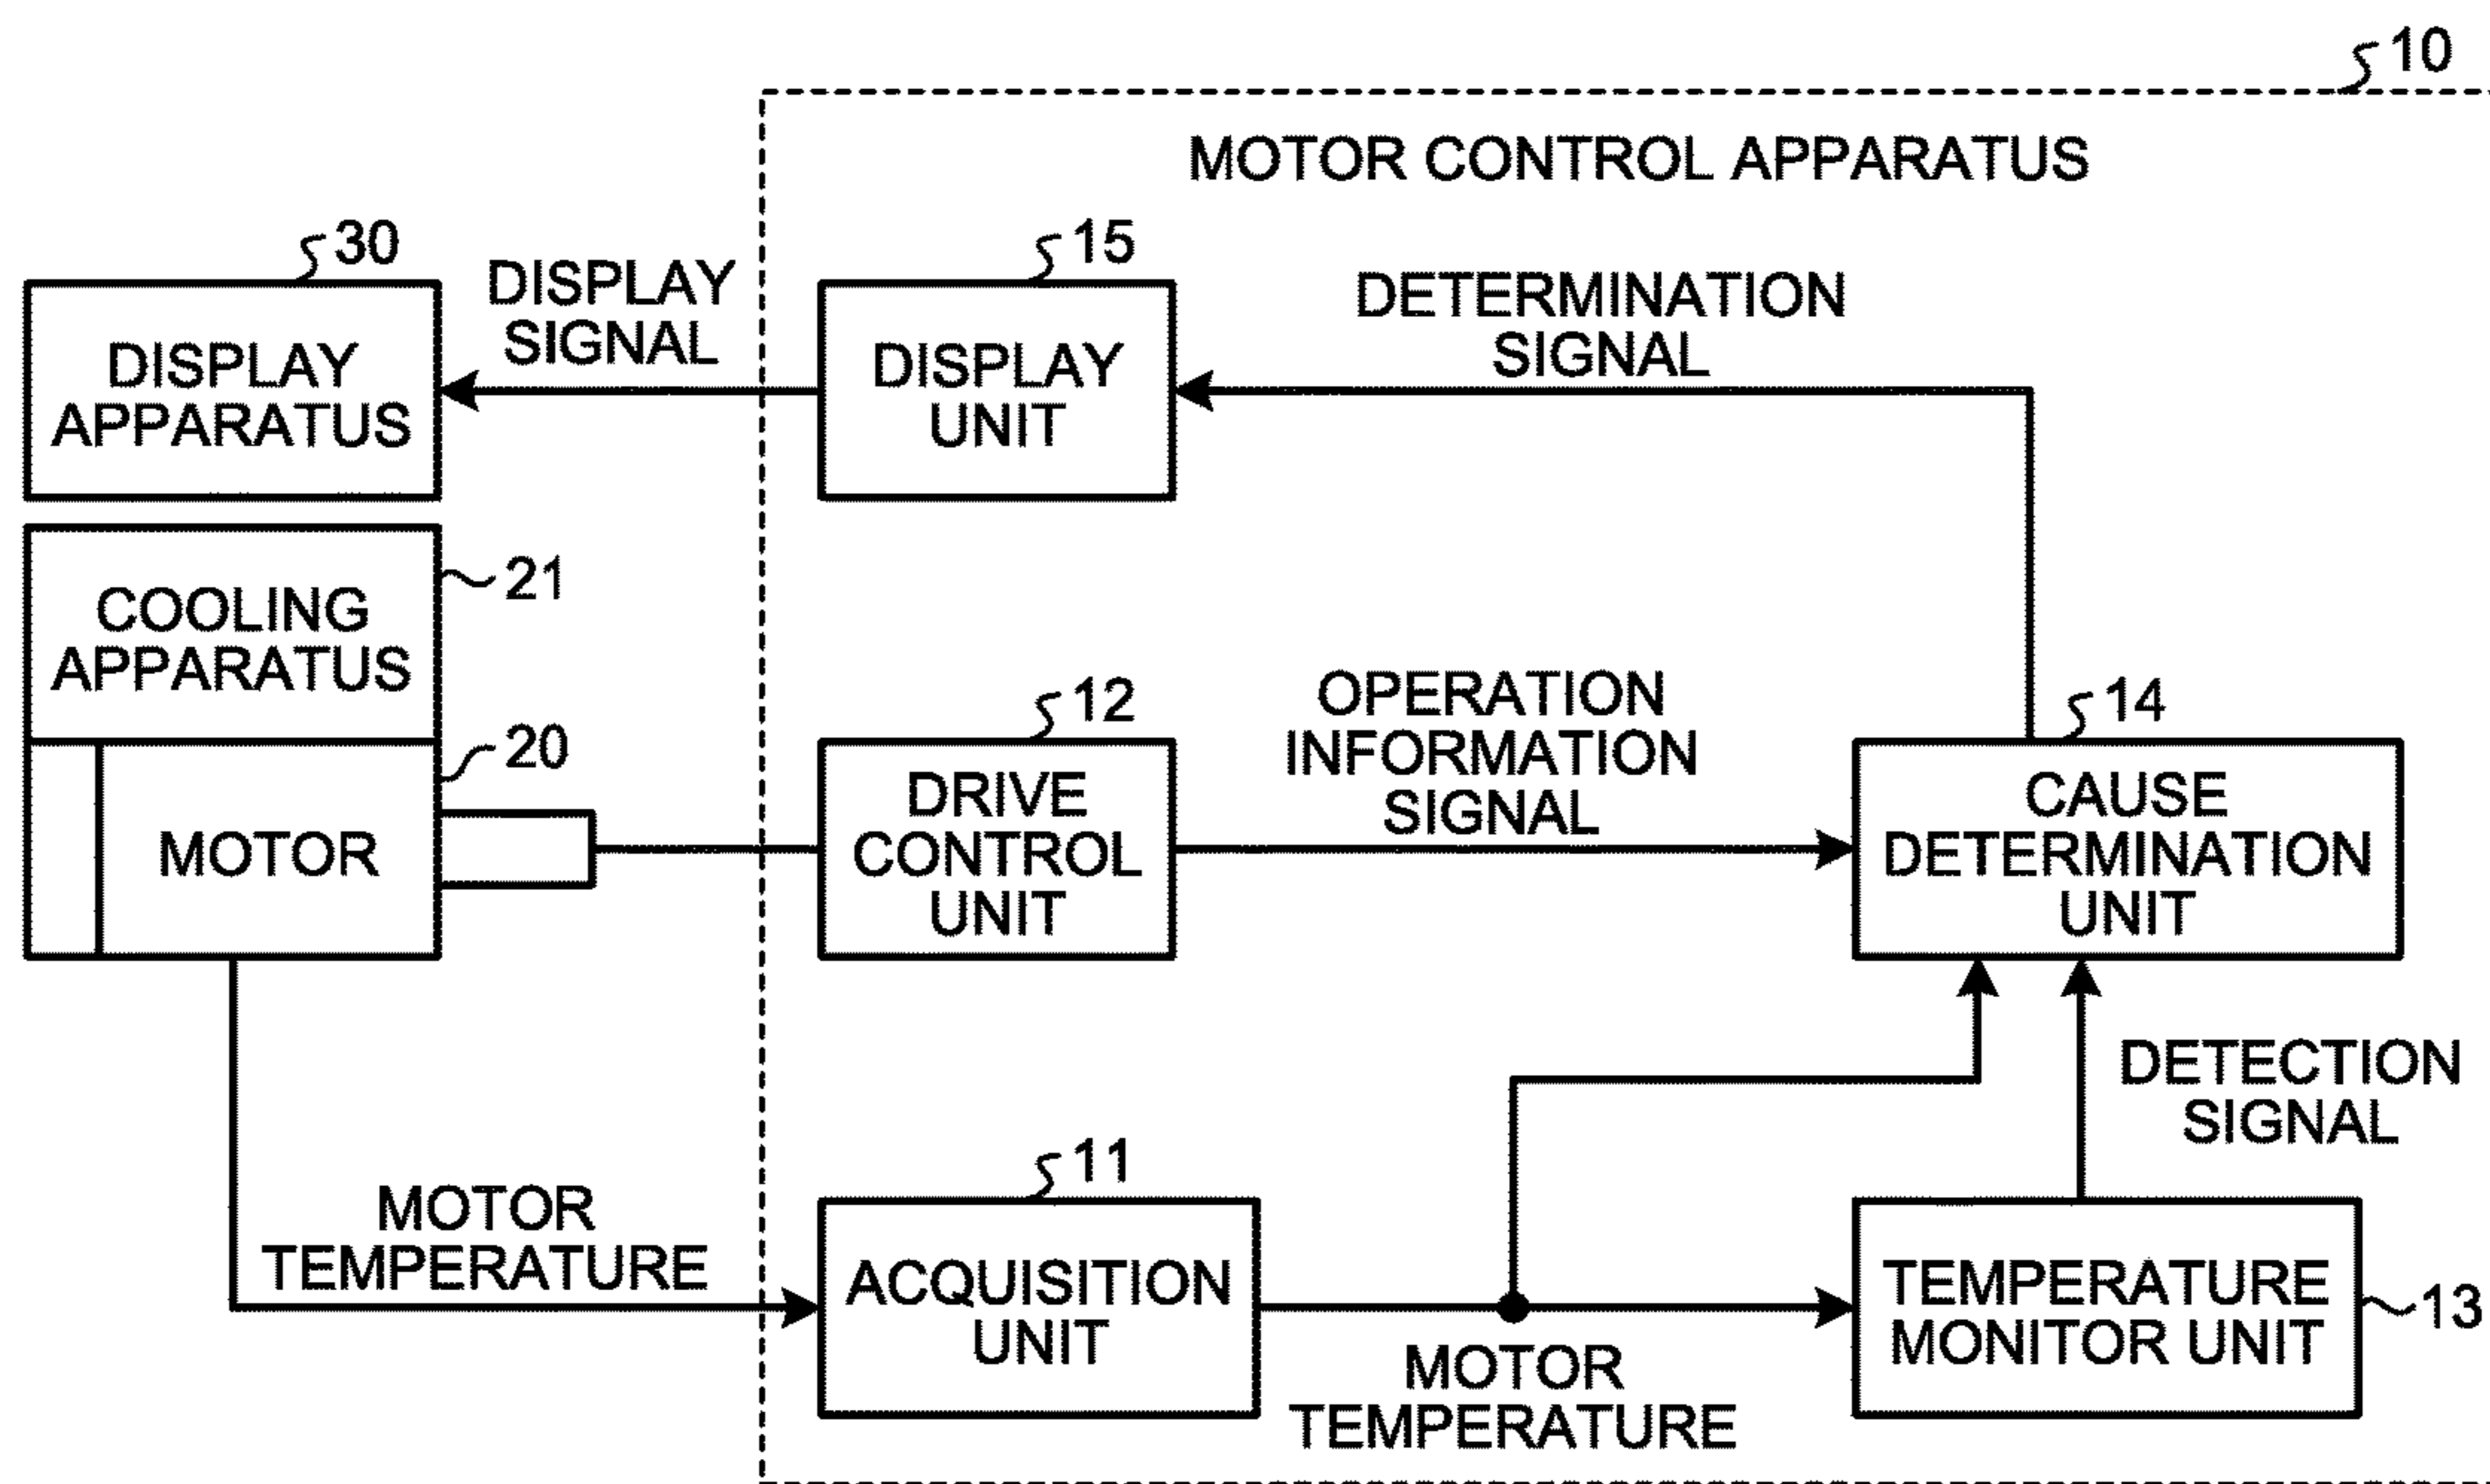 10
MOTOR CONTROL APPARATUS
30
DISPLAY
APPARATUS
DISPLAY
SIGNAL
15
DISPLAY
UNIT
DETERMINATION
SIGNAL
COOLING
APPARATUS
21
MOTOR
20
12
DRIVE
CONTROL
UNIT
OPERATION
INFORMATION
SIGNAL
14
CAUSE
DETERMINATION
UNIT
MOTOR
TEMPERATURE
11
ACQUISITION
UNIT
MOTOR
TEMPERATURE
DETECTION
SIGNAL
TEMPERATURE
MONITOR UNIT
13